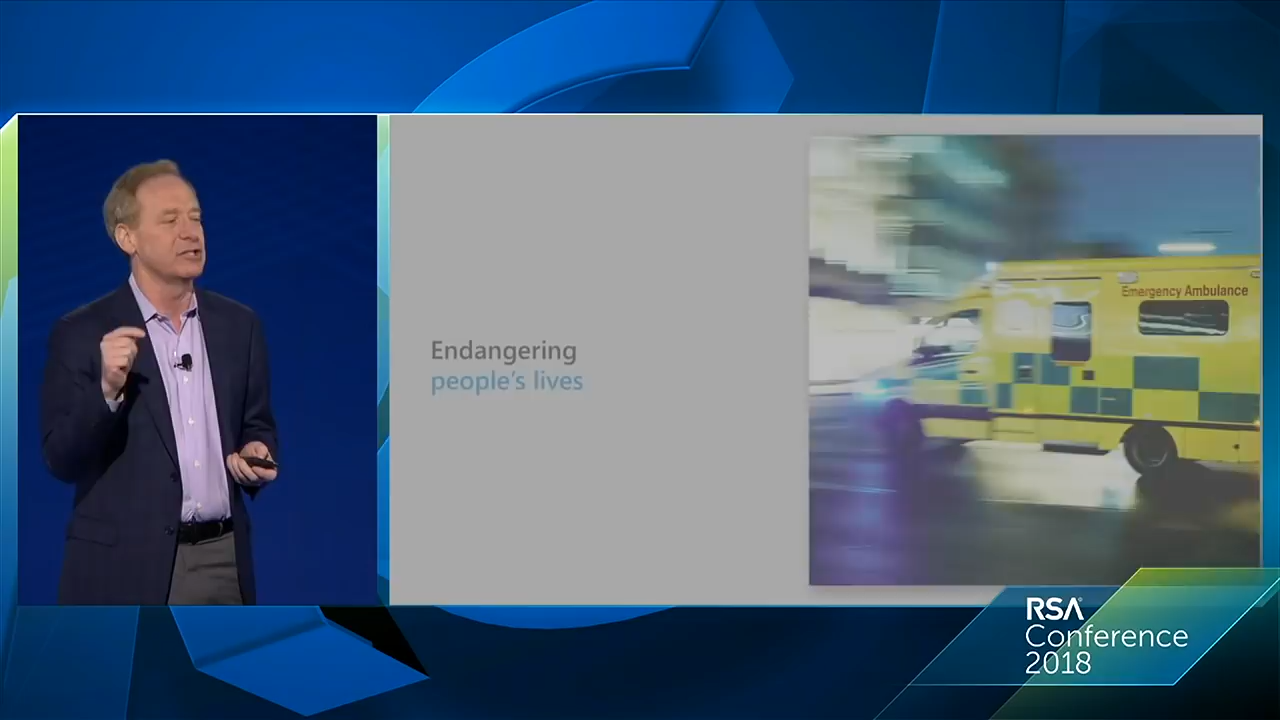 Endangering
people's lives
Emergency Ambulance
RSA
Conference
2018